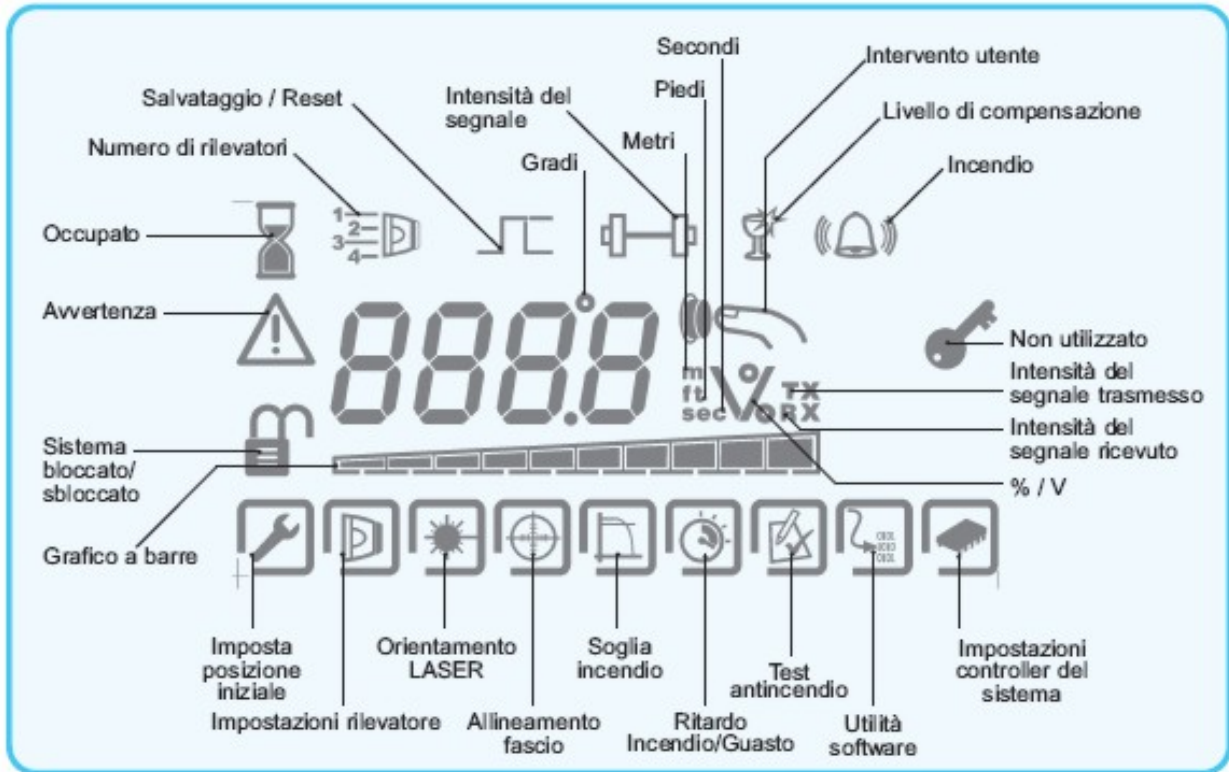 Secondi
Intervento utente
Salvataggio / Reset
Intensità del
segnale
Piedi
Livello di compensazione
Numero di rilevatori
Metri
Gradi
Incendio
Occupato
1
2
3
4
Avvertenza
888.8°
Non utilizzato
m
ft
sec
V
%
TX
RX
Intensità del
segnale trasmesso
Sistema
bloccato/
sbloccato
Intensità del
segnale ricevuto
% / V
Grafico a barre
0101
0010
0101
Imposta
posizione
iniziale
Orientamento
LASER
Soglia
incendio
Test
antincendio
Impostazioni
controller del
sistema
Impostazioni rilevatore
Allineamento
fascio
Ritardo
Incendio/Guasto
Utilità
software